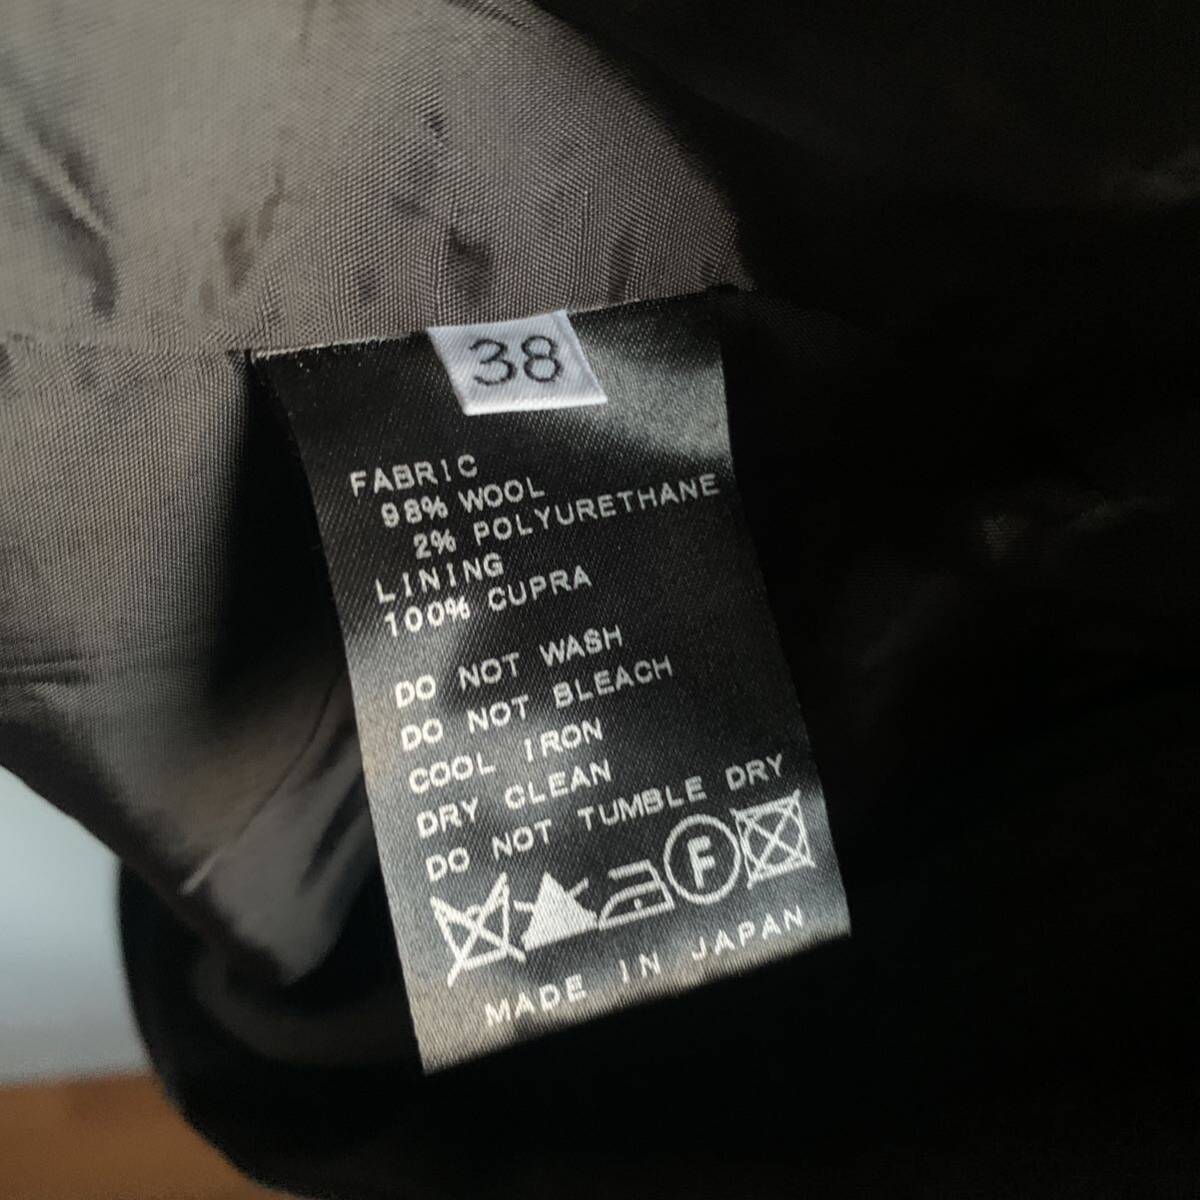 38
FABRIC
98% WOOL
2% POLYURETHANE
LINING
100% CUPRA
DO NOT WASH
DO NOT BLEACH
COOL IRON
DRY CLEAN
DO NOT TUMBLE DRY
F
MADE IN JAPAN